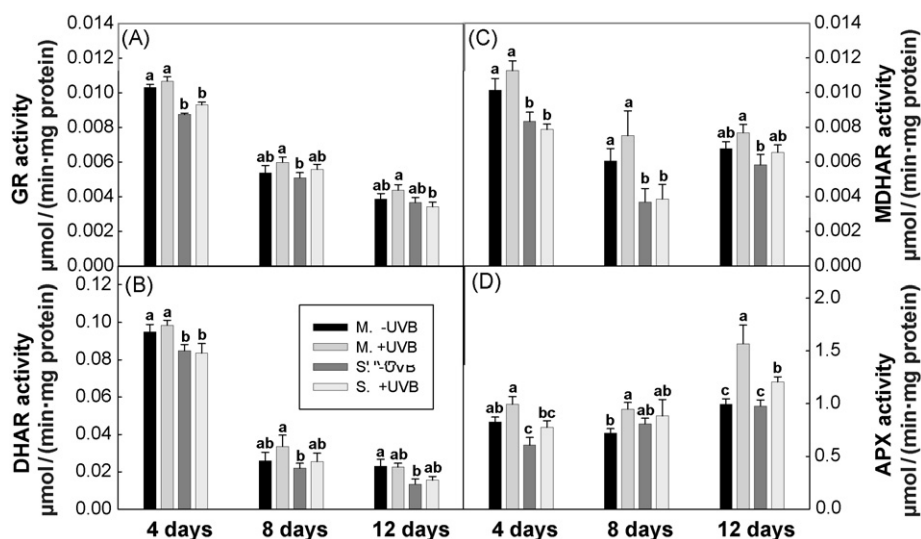 (A)
GR activity
µmol/(min·mg protein)
0.014
0.012
0.010
0.008
0.006
0.004
0.002
0.000
a a b b
ab a b ab
ab a ab b
(C)
MDHAR activity
µmol/(min·mg protein)
0.014
0.012
0.010
0.008
0.006
0.004
0.002
0.000
a a b b
a a b b
ab a b ab
(B)
DHAR activity
µmol/(min·mg protein)
0.12
0.10
0.08
0.06
0.04
0.02
0.00
a a b b
ab a b ab
a ab b ab
M. -UVB
M. +UVB
S. -UVB
S. +UVB
4 days 8 days 12 days
(D)
APX activity
µmol/(min·mg protein)
2.0
1.5
1.0
0.5
0.0
ab a c bc
b a ab ab
c a c b
4 days 8 days 12 days